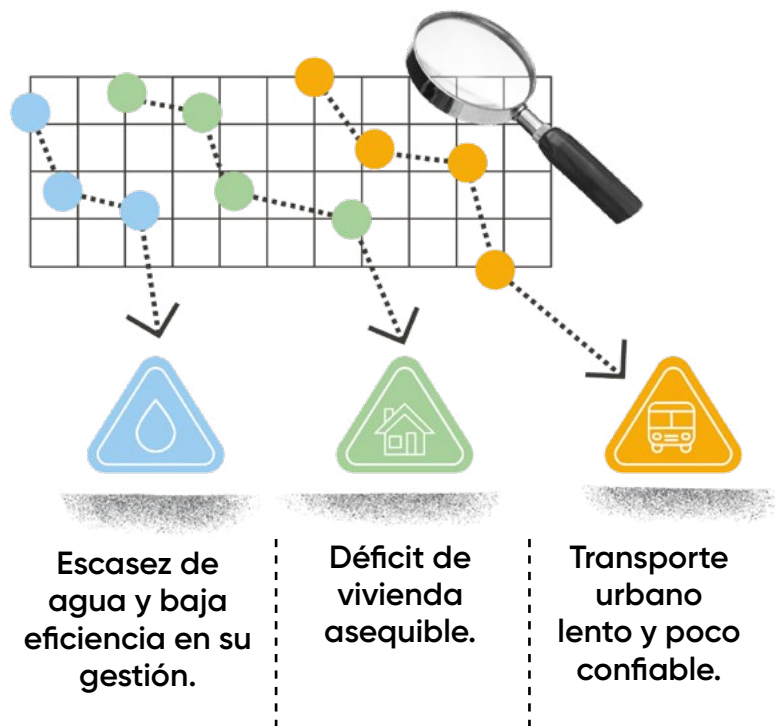 Escasez de
agua y baja
eficiencia en su
gestión.
Déficit de
vivienda
asequible.
Transporte
urbano
lento y poco
confiable.